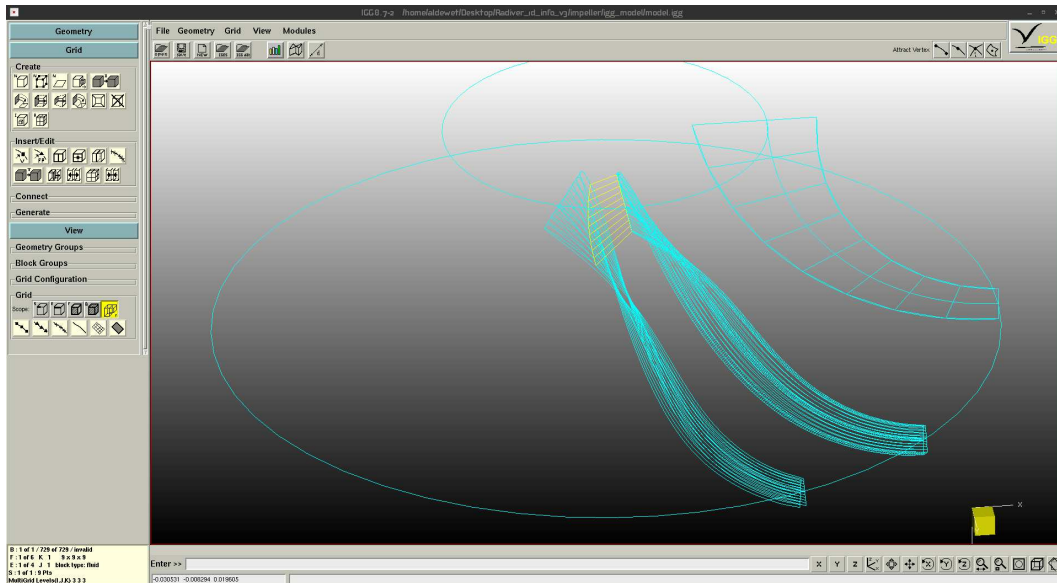 IGG8.7-2 /home/aldewet/Desktop/Radiver_rd_info_v3/impeller/igg_model/model.igg
Geometry
Grid
File Geometry Grid View Modules
Attract Vertex
IGG
Create
Insert/Edit
Connect
Generate
View
Geometry Groups
Block Groups
Grid Configuration
Grid
Scope:
X
B : 1 of 1 / 729 of 729 / invalid
F : 1 of 6 K 1 9 x 9 x 9
E : 1 of 4 J 1 block type: fluid
S : 1 of 1 : 9 Pts
MultiGrid Levels(I,J,K) 3 3 3
Enter >>
X Y Z
-0.030531 -0.008294 0.019605